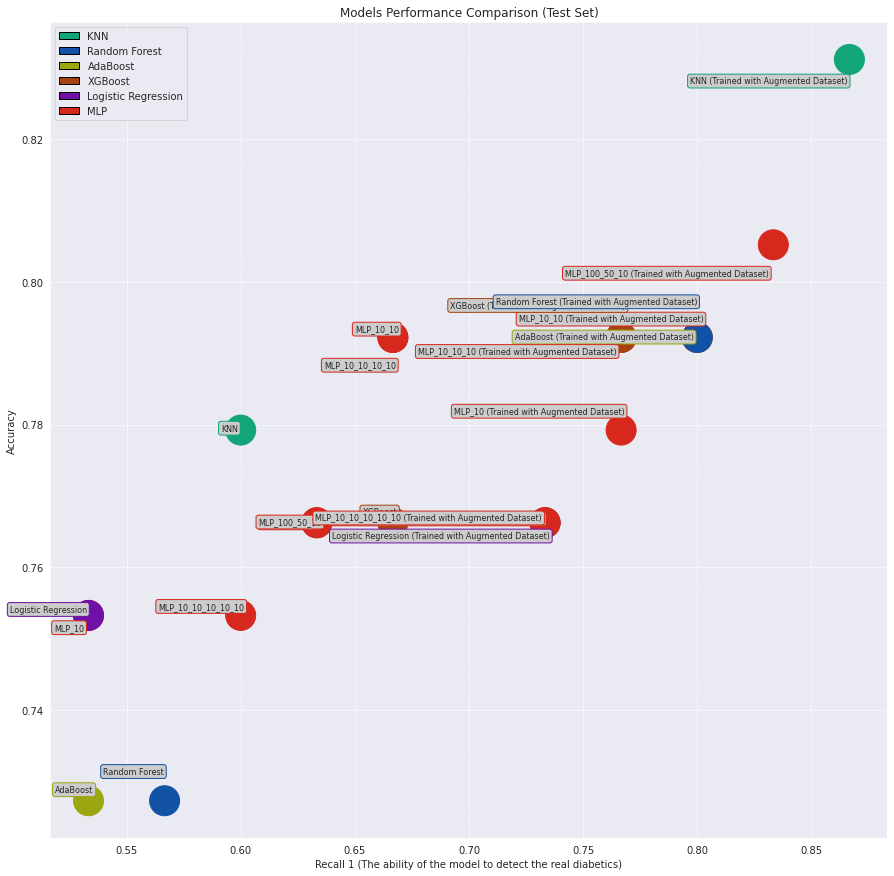 Models Performance Comparison (Test Set)
KNN
Random Forest
AdaBoost
XGBoost
Logistic Regression
MLP
KNN (Trained with Augmented Dataset)
0.82
MLP_100_50_10 (Trained with Augmented Dataset)
0.80
Random Forest (Trained with Augmented Dataset)
XGBoost (T
MLP_10_10 (Trained with Augmented Dataset)
MLP_10_10
AdaBoost (Trained with Augmented Dataset)
MLP_10_10_10 (Trained with Augmented Dataset)
MLP_10_10_10_10
MLP_10 (Trained with Augmented Dataset)
0.78
KNN
Accuracy
MLP_10_10_10_10_10 (Trained with Augmented Dataset)
MLP_100_50_
Logistic Regression (Trained with Augmented Dataset)
0.76
Logistic Regression
MLP_10_10_10_10_10
MLP_10
0.74
Random Forest
AdaBoost
0.55
0.60
0.65
0.70
0.75
0.80
0.85
Recall 1 (The ability of the model to detect the real diabetics)